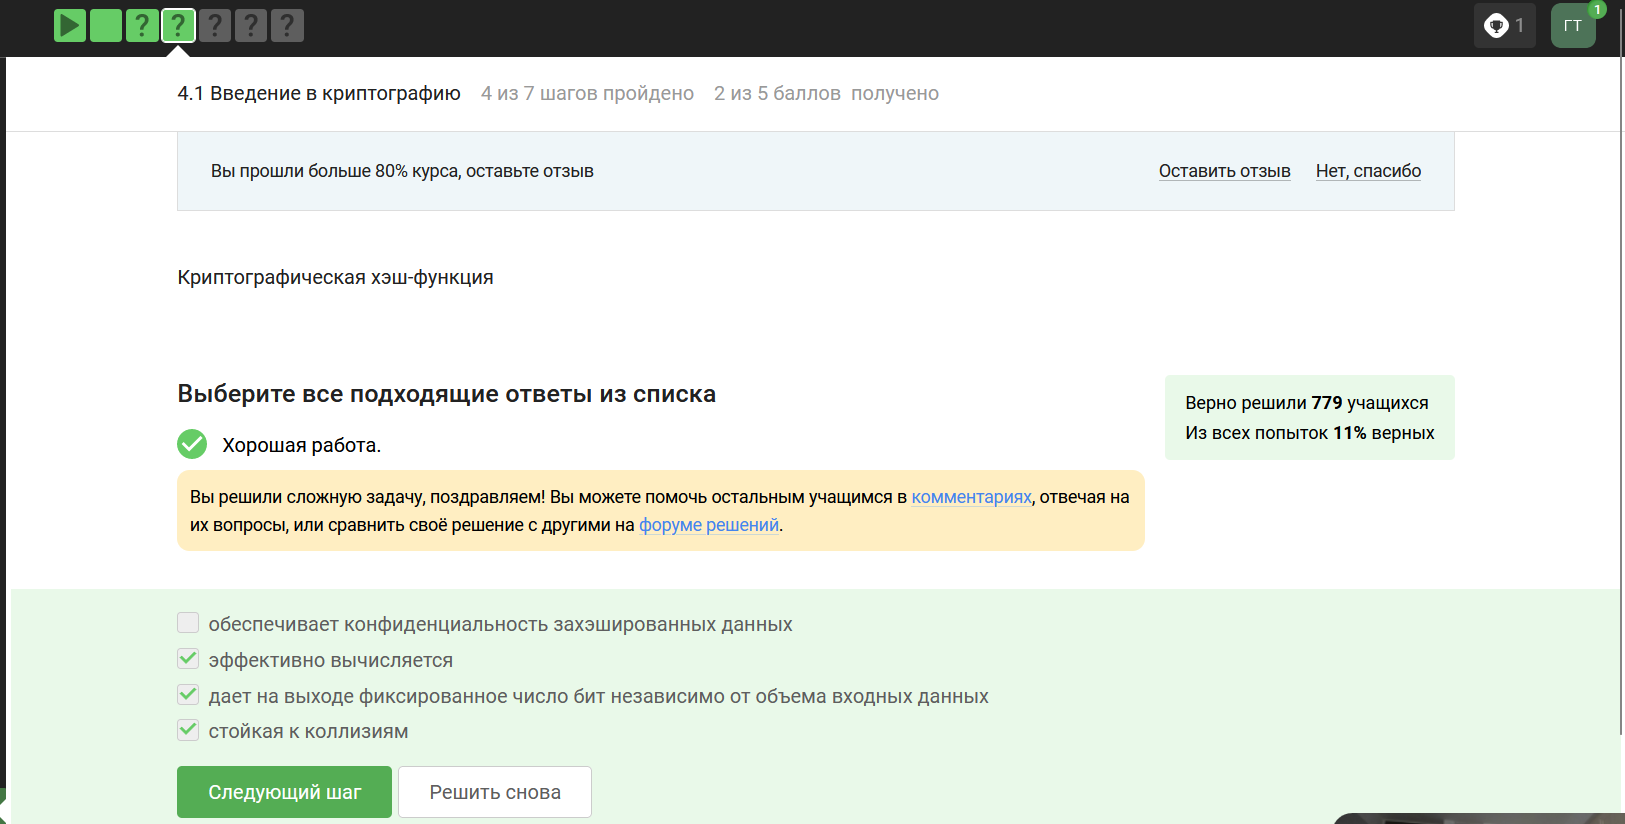 ? ? ? ? ?
1
ГТ
1
4.1 Введение в криптографию 4 из 7 шагов пройдено 2 из 5 баллов получено
Вы прошли больше 80% курса, оставьте отзыв Оставить отзыв Нет, спасибо
Криптографическая хэш-функция
Выберите все подходящие ответы из списка
Верно решили 779 учащихся
Из всех попыток 11% верных
Хорошая работа.
Вы решили сложную задачу, поздравляем! Вы можете помочь остальным учащимся в комментариях, отвечая на
их вопросы, или сравнить своё решение с другими на форуме решений.
обеспечивает конфиденциальность захэшированных данных
эффективно вычисляется
дает на выходе фиксированное число бит независимо от объема входных данных
стойкая к коллизиям
Следующий шаг Решить снова